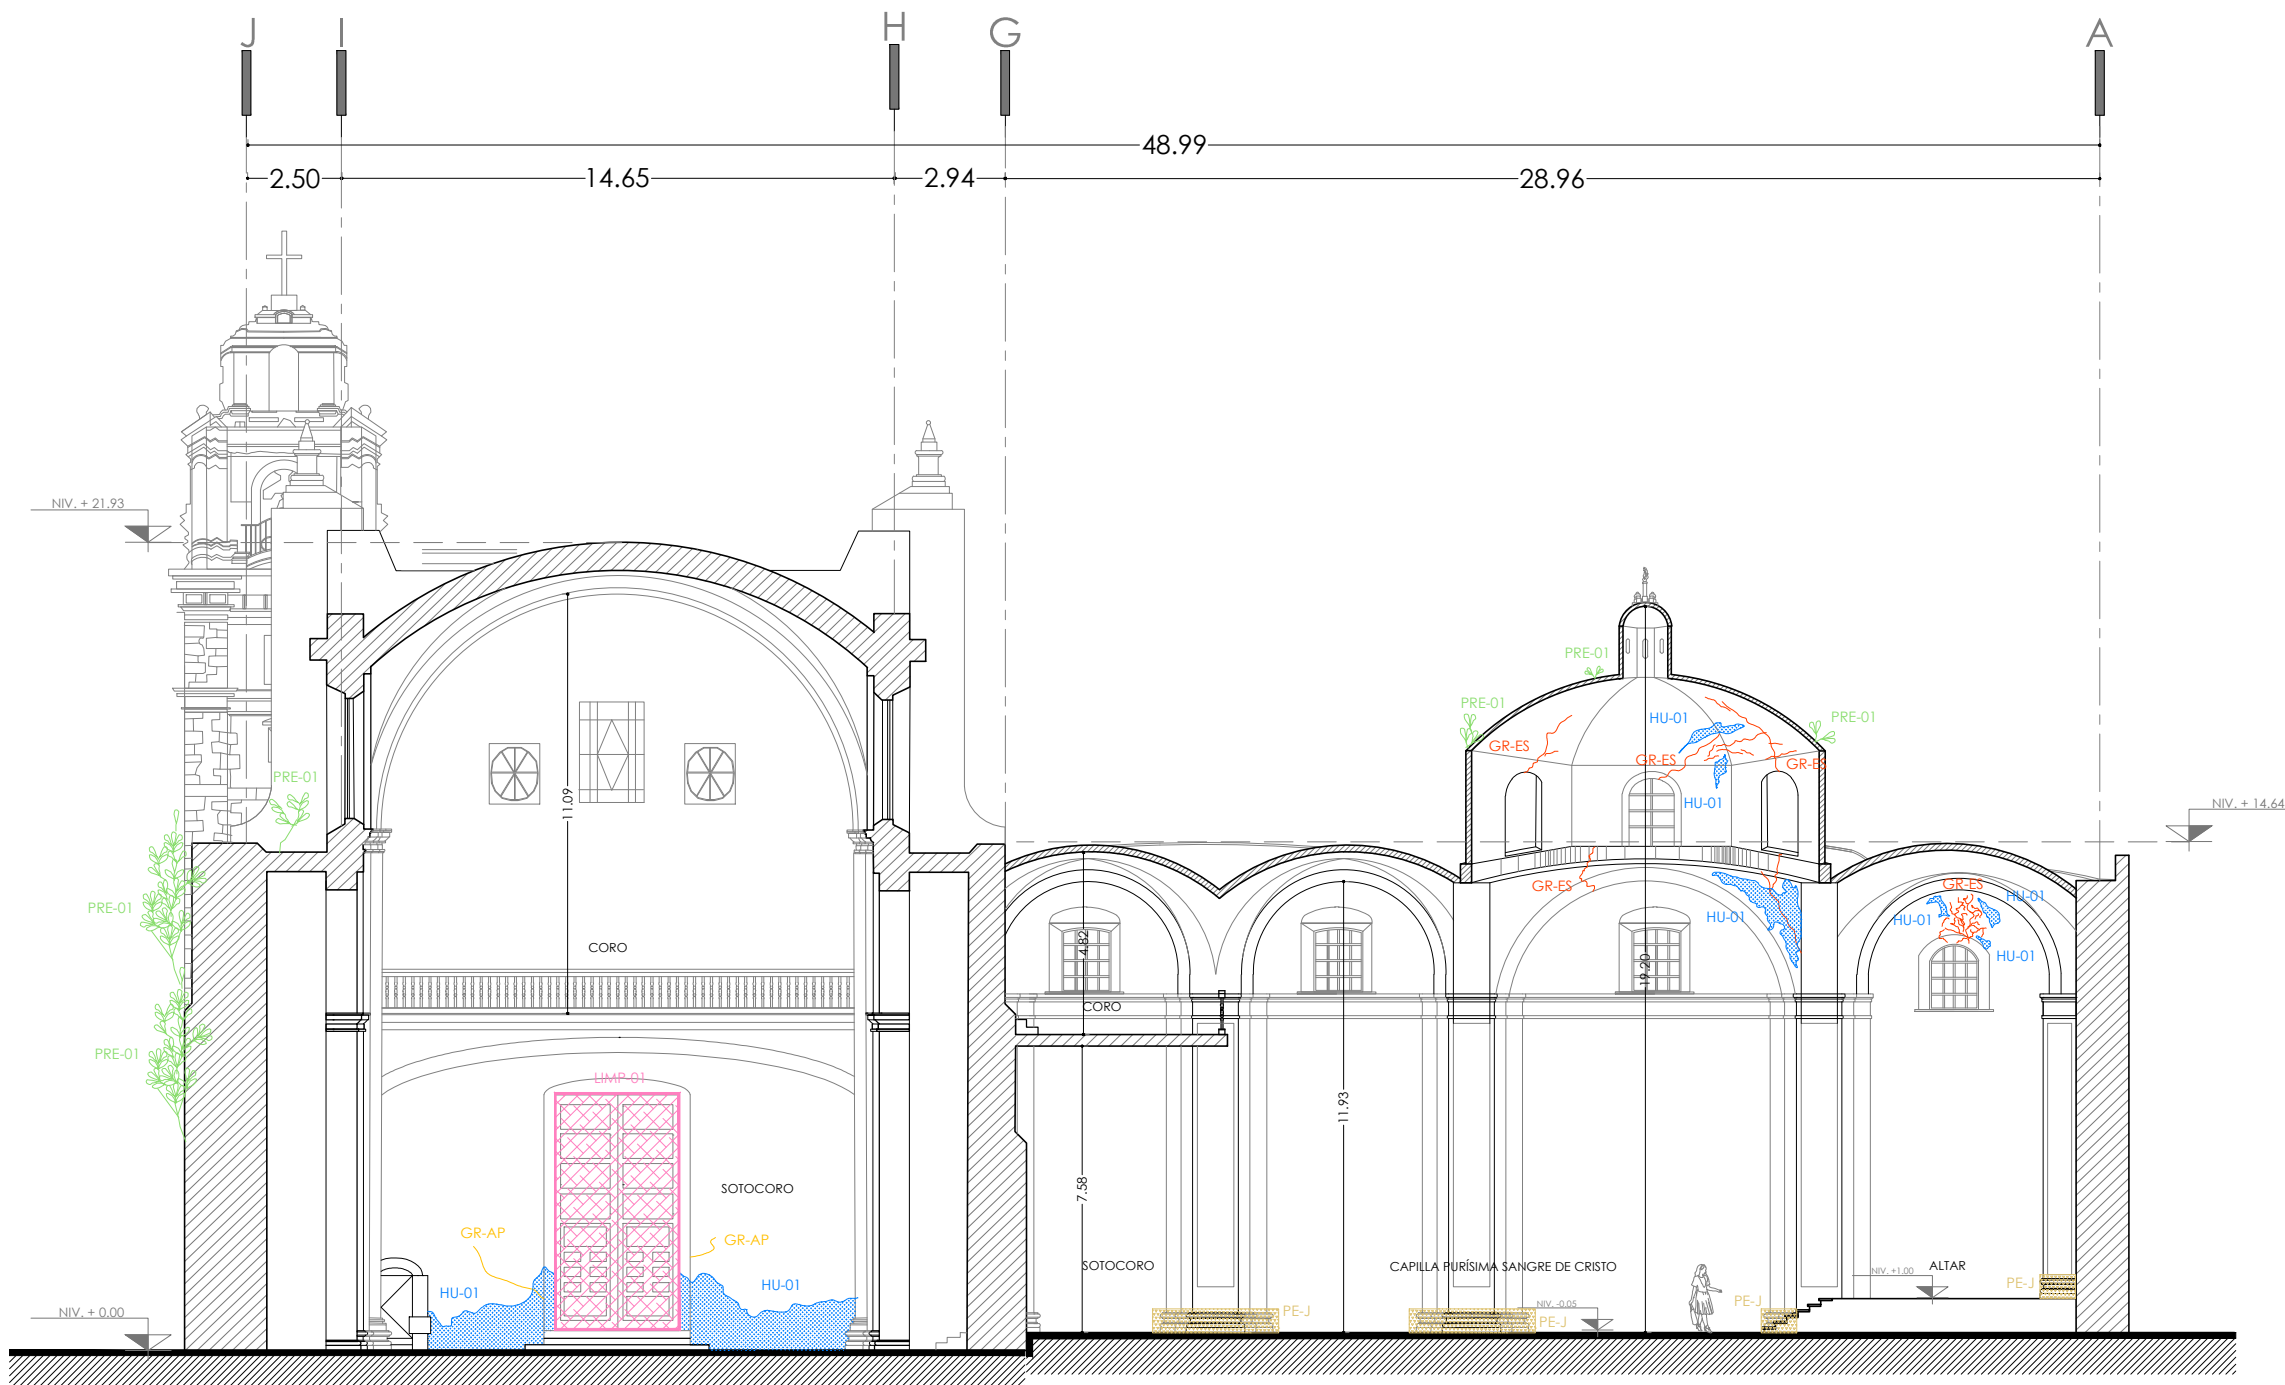 J I H G A
48.99
2.50 14.65 2.94 28.96
NIV. + 21.93
PRE-01
PRE-01
HU-01
PRE-01
GR-ES
GR-ES
GR-ES
PRE-01
HU-01
NIV. + 14.64
11.09
GR-ES
GR-ES
HU-01
HU-01
HU-01
HU-01
PRE-01
CORO
4.82
19.20
CORO
PRE-01
LIMP-01
11.93
7.58
SOTOCORO
GR-AP
GR-AP
SOTOCORO
CAPILLA PURÍSIMA SANGRE DE CRISTO
ALTAR
NIV. +1.00
PE-J
HU-01
HU-01
PE-J
NIV. -0.05
PE-J
PE-J
NIV. + 0.00